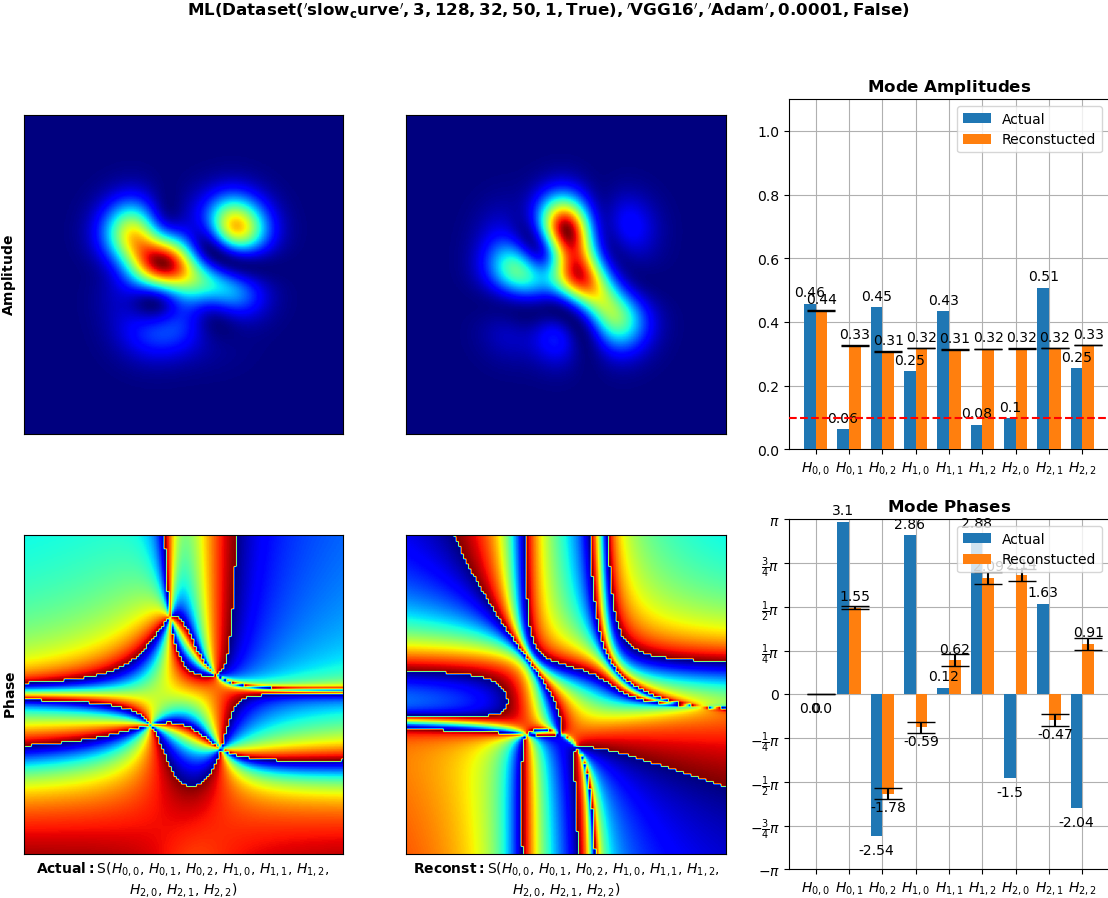 ML(Dataset('slow_curve', 3, 128, 32, 50, 1, True), 'VGG16', 'Adam', 0.0001, False)
Amplitude
Mode Amplitudes
Actual
Reconstucted
1.0
0.8
0.6
0.4
0.2
0.0
0.46 0.06 0.45 0.25 0.43 0.08 0.1 0.51 0.25
0.44 0.33 0.31 0.32 0.31 0.32 0.32 0.32 0.33
H0,0 H0,1 H0,2 H1,0 H1,1 H1,2 H2,0 H2,1 H2,2
Phase
Actual: S(H0,0, H0,1, H0,2, H1,0, H1,1, H1,2,
H2,0, H2,1, H2,2)
Reconst: S(H0,0, H0,1, H0,2, H1,0, H1,1, H1,2,
H2,0, H2,1, H2,2)
Mode Phases
Actual
Reconstucted
π
3/4π
1/2π
1/4π
0
−1/4π
−1/2π
−3/4π
−π
0.0 3.1 -2.54 2.86 0.12 2.88 -1.5 1.63 -2.04
0.0 1.55 -1.78 -0.59 0.62 2.09 -0.47 0.91
H0,0 H0,1 H0,2 H1,0 H1,1 H1,2 H2,0 H2,1 H2,2